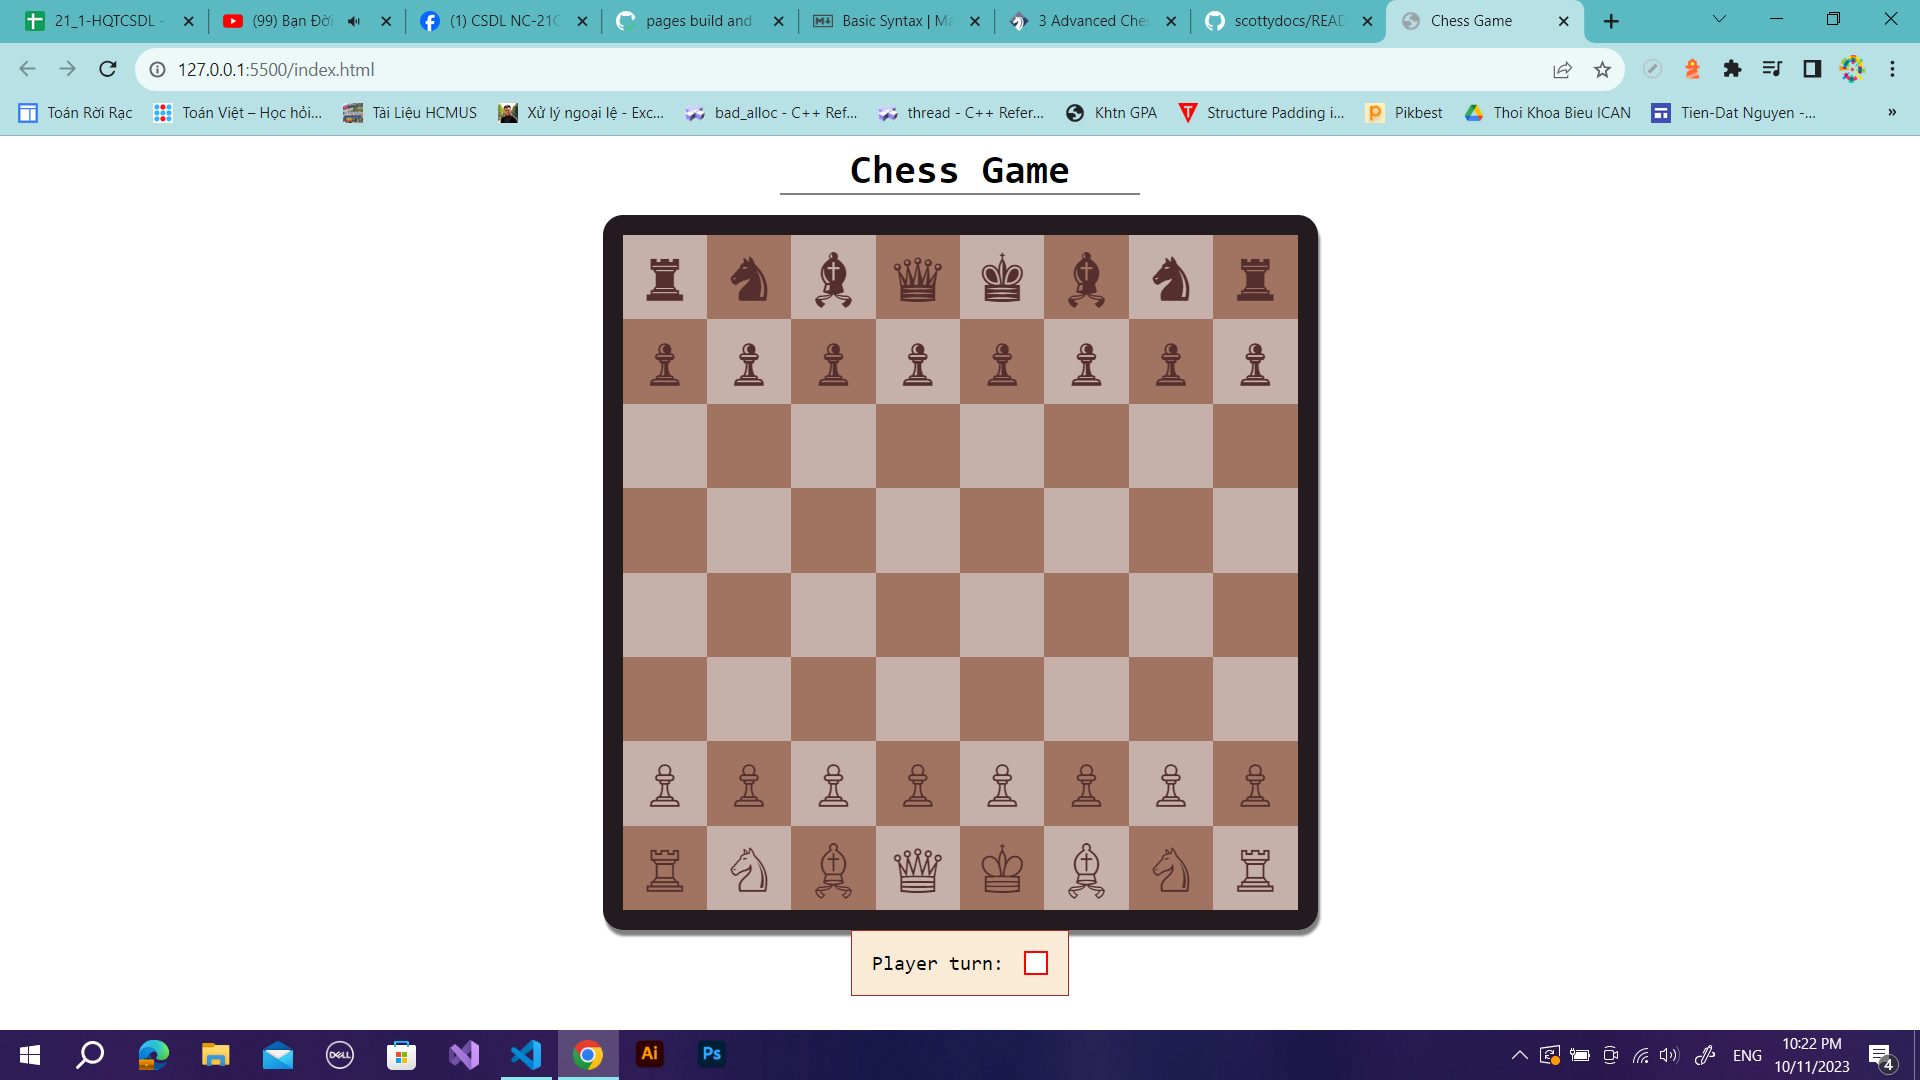 21_1-HQTCSDL -
(99) Bạn Đời
(1) CSDL NC-21C
pages build and
Basic Syntax | Ma
3 Advanced Ches
scottydocs/READ
Chess Game
127.0.0.1:5500/index.html
Toán Rời Rạc
Toán Việt – Học hỏi...
Tài Liệu HCMUS
Xử lý ngoại lệ - Exc...
bad_alloc - C++ Ref...
thread - C++ Refer...
Khtn GPA
Structure Padding i...
Pikbest
Thoi Khoa Bieu ICAN
Tien-Dat Nguyen -...
»
Chess Game
Player turn:
DELL
Ai
Ps
ENG
10:22 PM
10/11/2023
4